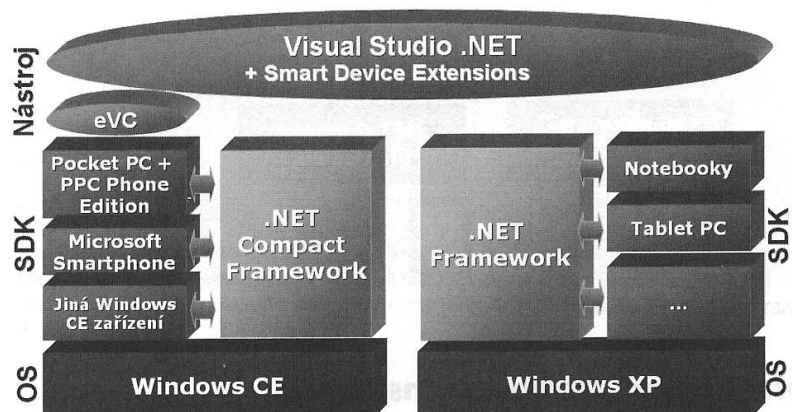 Visual Studio .NET
+ Smart Device Extensions
Nástroj
eVC
Pocket PC +
PPC Phone
Edition
Microsoft
Smartphone
Jiná Windows
CE zařízení
SDK
.NET
Compact
Framework
.NET
Framework
Notebooky
Tablet PC
...
SDK
OS
Windows CE
Windows XP
OS